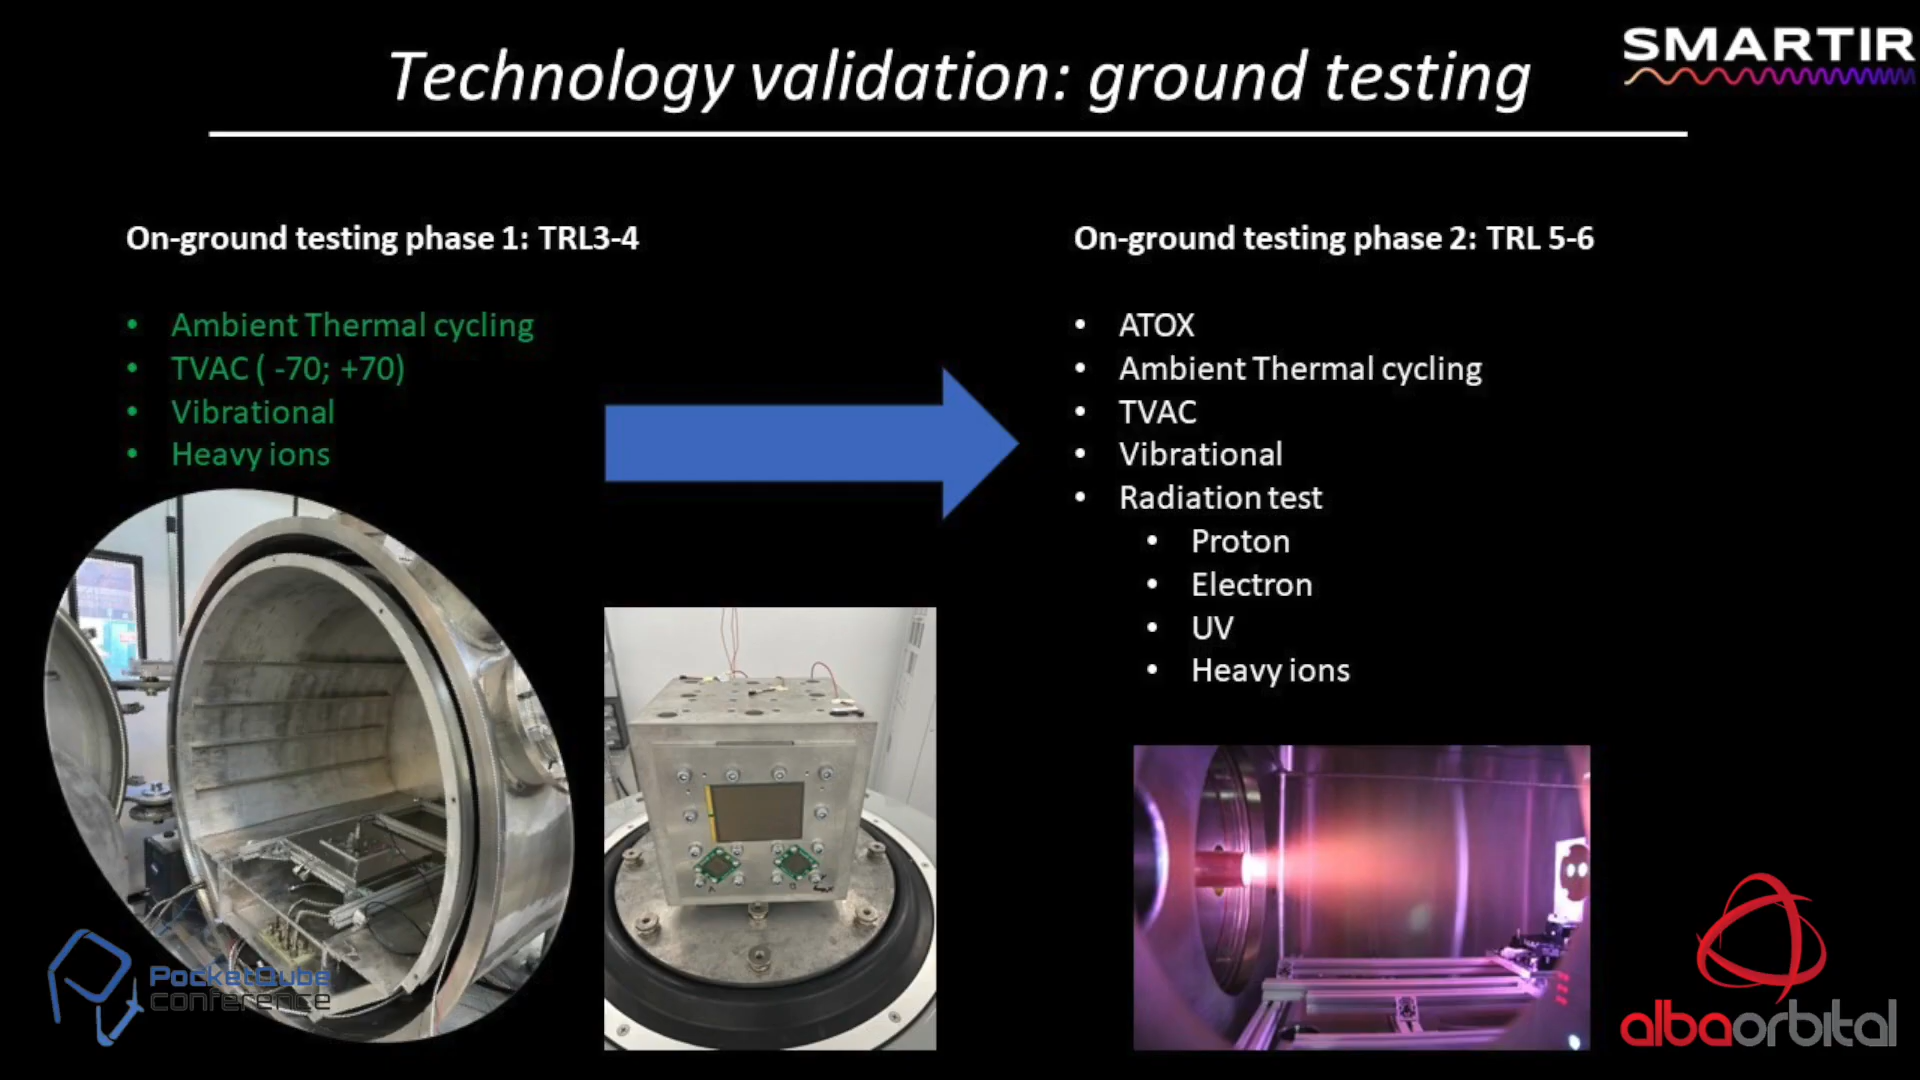 Technology validation: ground testing
SMARTIR
On-ground testing phase 1: TRL3-4
• Ambient Thermal cycling
• TVAC ( -70; +70)
• Vibrational
• Heavy ions
On-ground testing phase 2: TRL 5-6
• ATOX
• Ambient Thermal cycling
• TVAC
• Vibrational
• Radiation test
• Proton
• Electron
• UV
• Heavy ions
PocketQube
conference
albaorbital